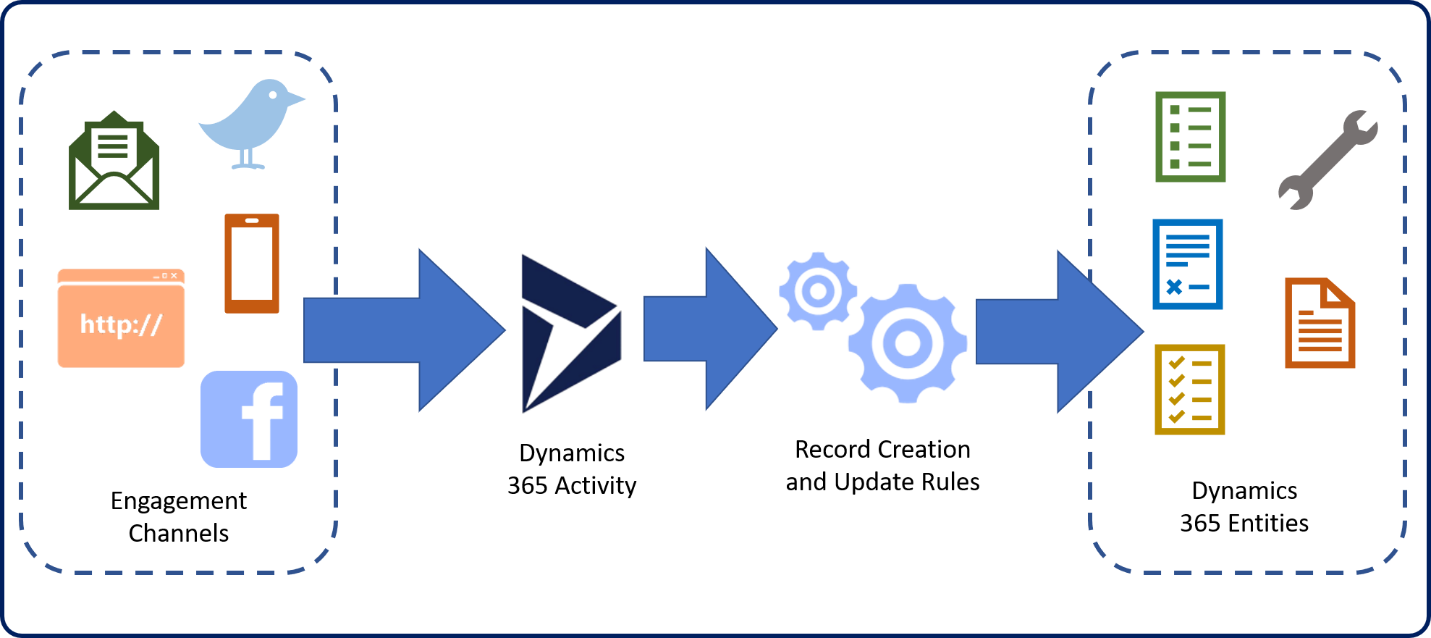 http://
Engagement
Channels
Dynamics
365 Activity
Record Creation
and Update Rules
Dynamics
365 Entities